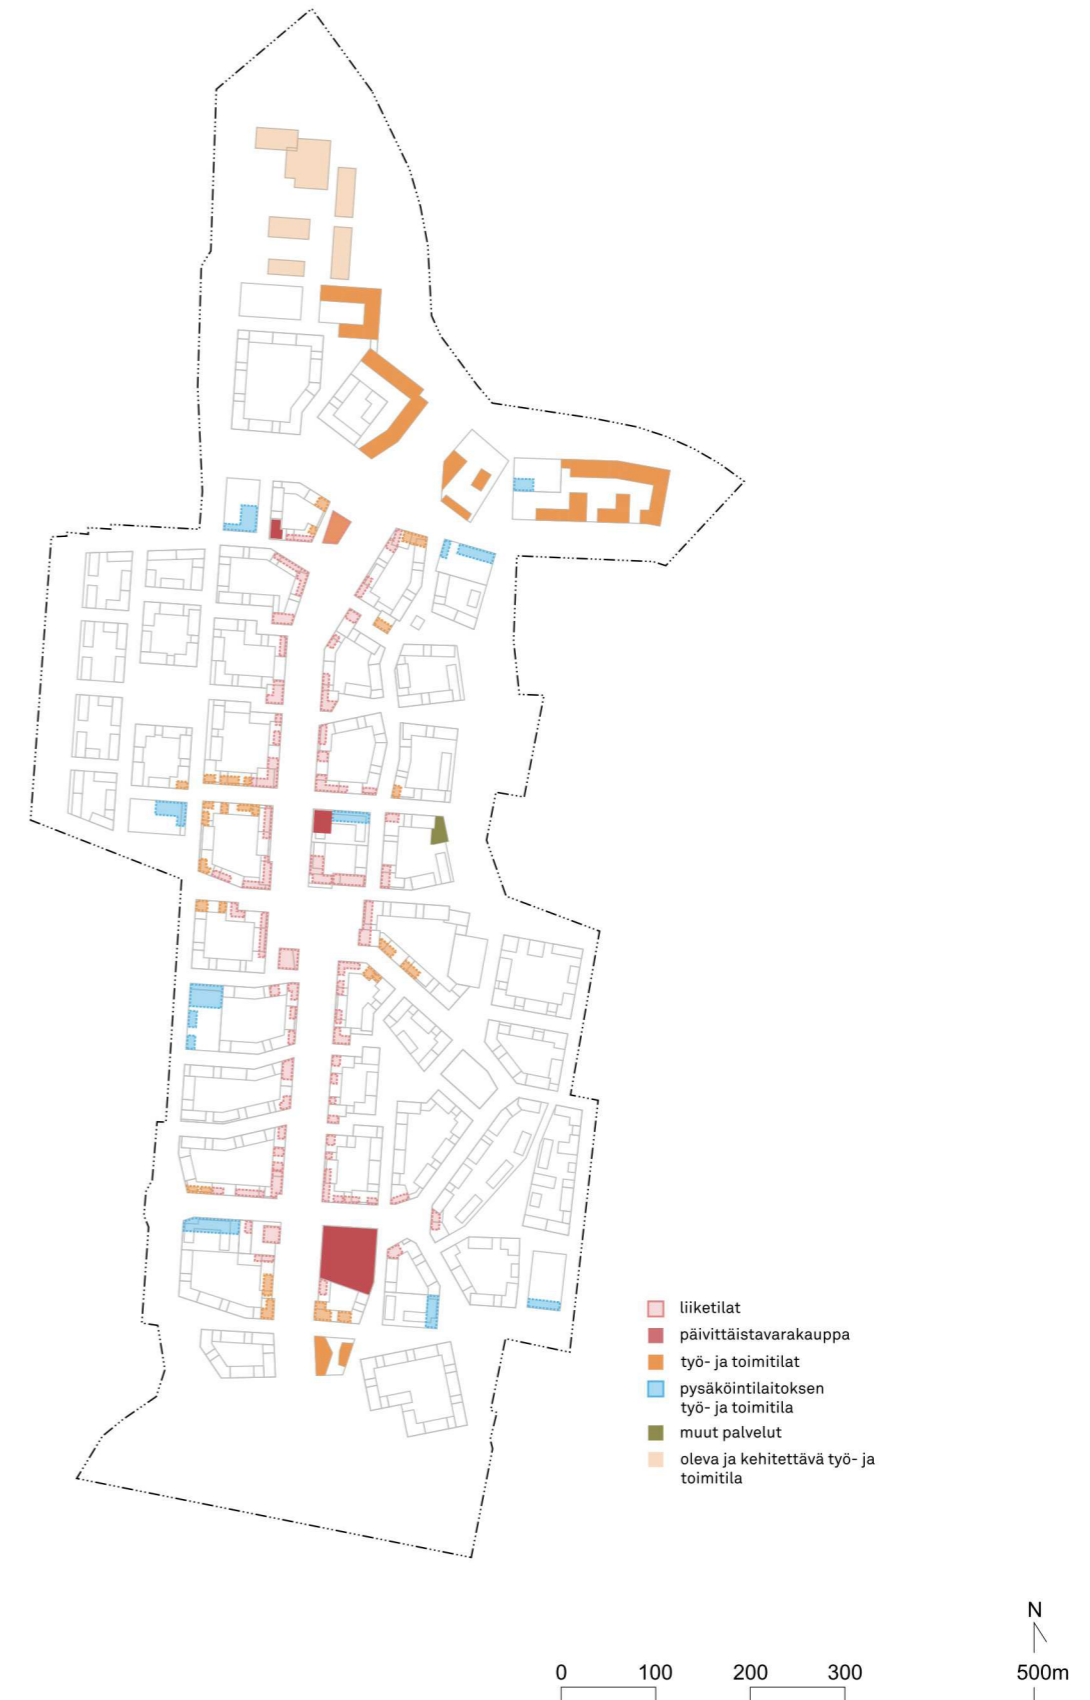 liiketilat
päivittäistavarakauppa
työ- ja toimitilat
pysäköintilaitoksen
työ- ja toimitila
muut palvelut
oleva ja kehitettävä työ- ja
toimitila
N
0 100 200 300 500m